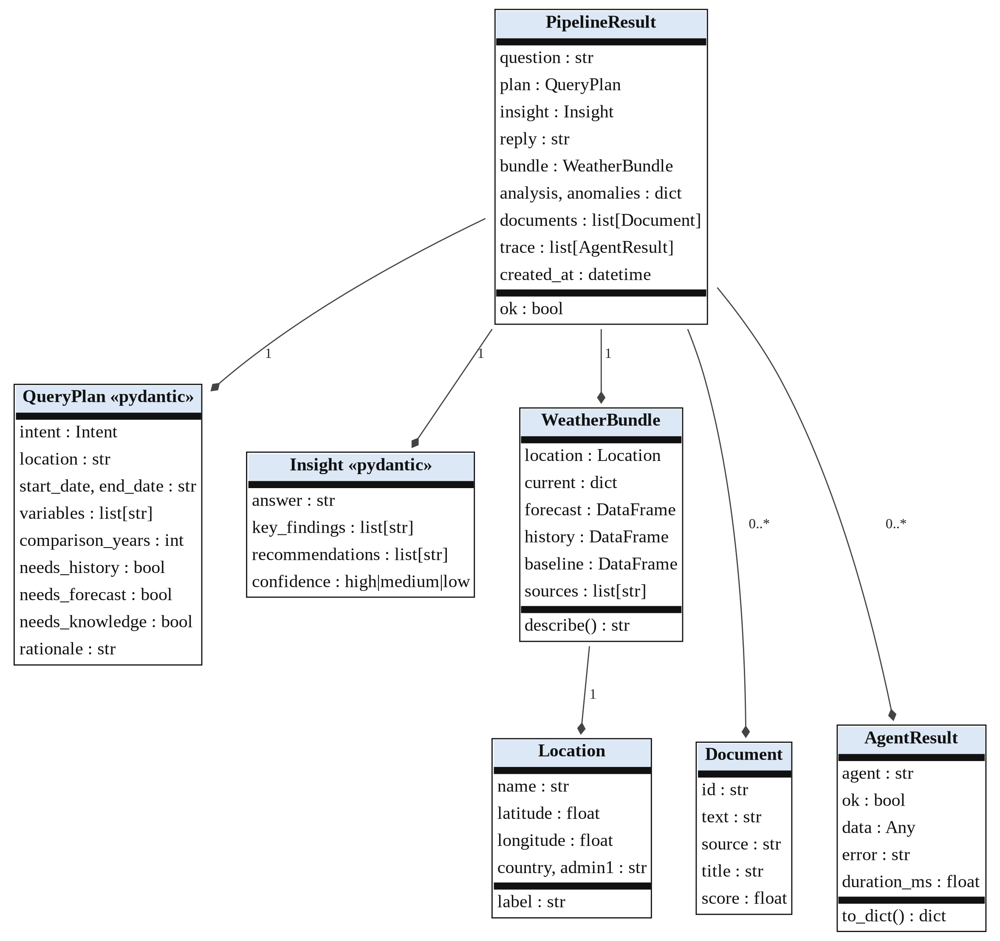 PipelineResult
question : str
plan : QueryPlan
insight : Insight
reply : str
bundle : WeatherBundle
analysis, anomalies : dict
documents : list[Document]
trace : list[AgentResult]
created_at : datetime
ok : bool
1
1
1
0..*
0..*
QueryPlan «pydantic»
intent : Intent
location : str
start_date, end_date : str
variables : list[str]
comparison_years : int
needs_history : bool
needs_forecast : bool
needs_knowledge : bool
rationale : str
Insight «pydantic»
answer : str
key_findings : list[str]
recommendations : list[str]
confidence : high|medium|low
WeatherBundle
location : Location
current : dict
forecast : DataFrame
history : DataFrame
baseline : DataFrame
sources : list[str]
describe() : str
1
Location
name : str
latitude : float
longitude : float
country, admin1 : str
label : str
Document
id : str
text : str
source : str
title : str
score : float
AgentResult
agent : str
ok : bool
data : Any
error : str
duration_ms : float
to_dict() : dict